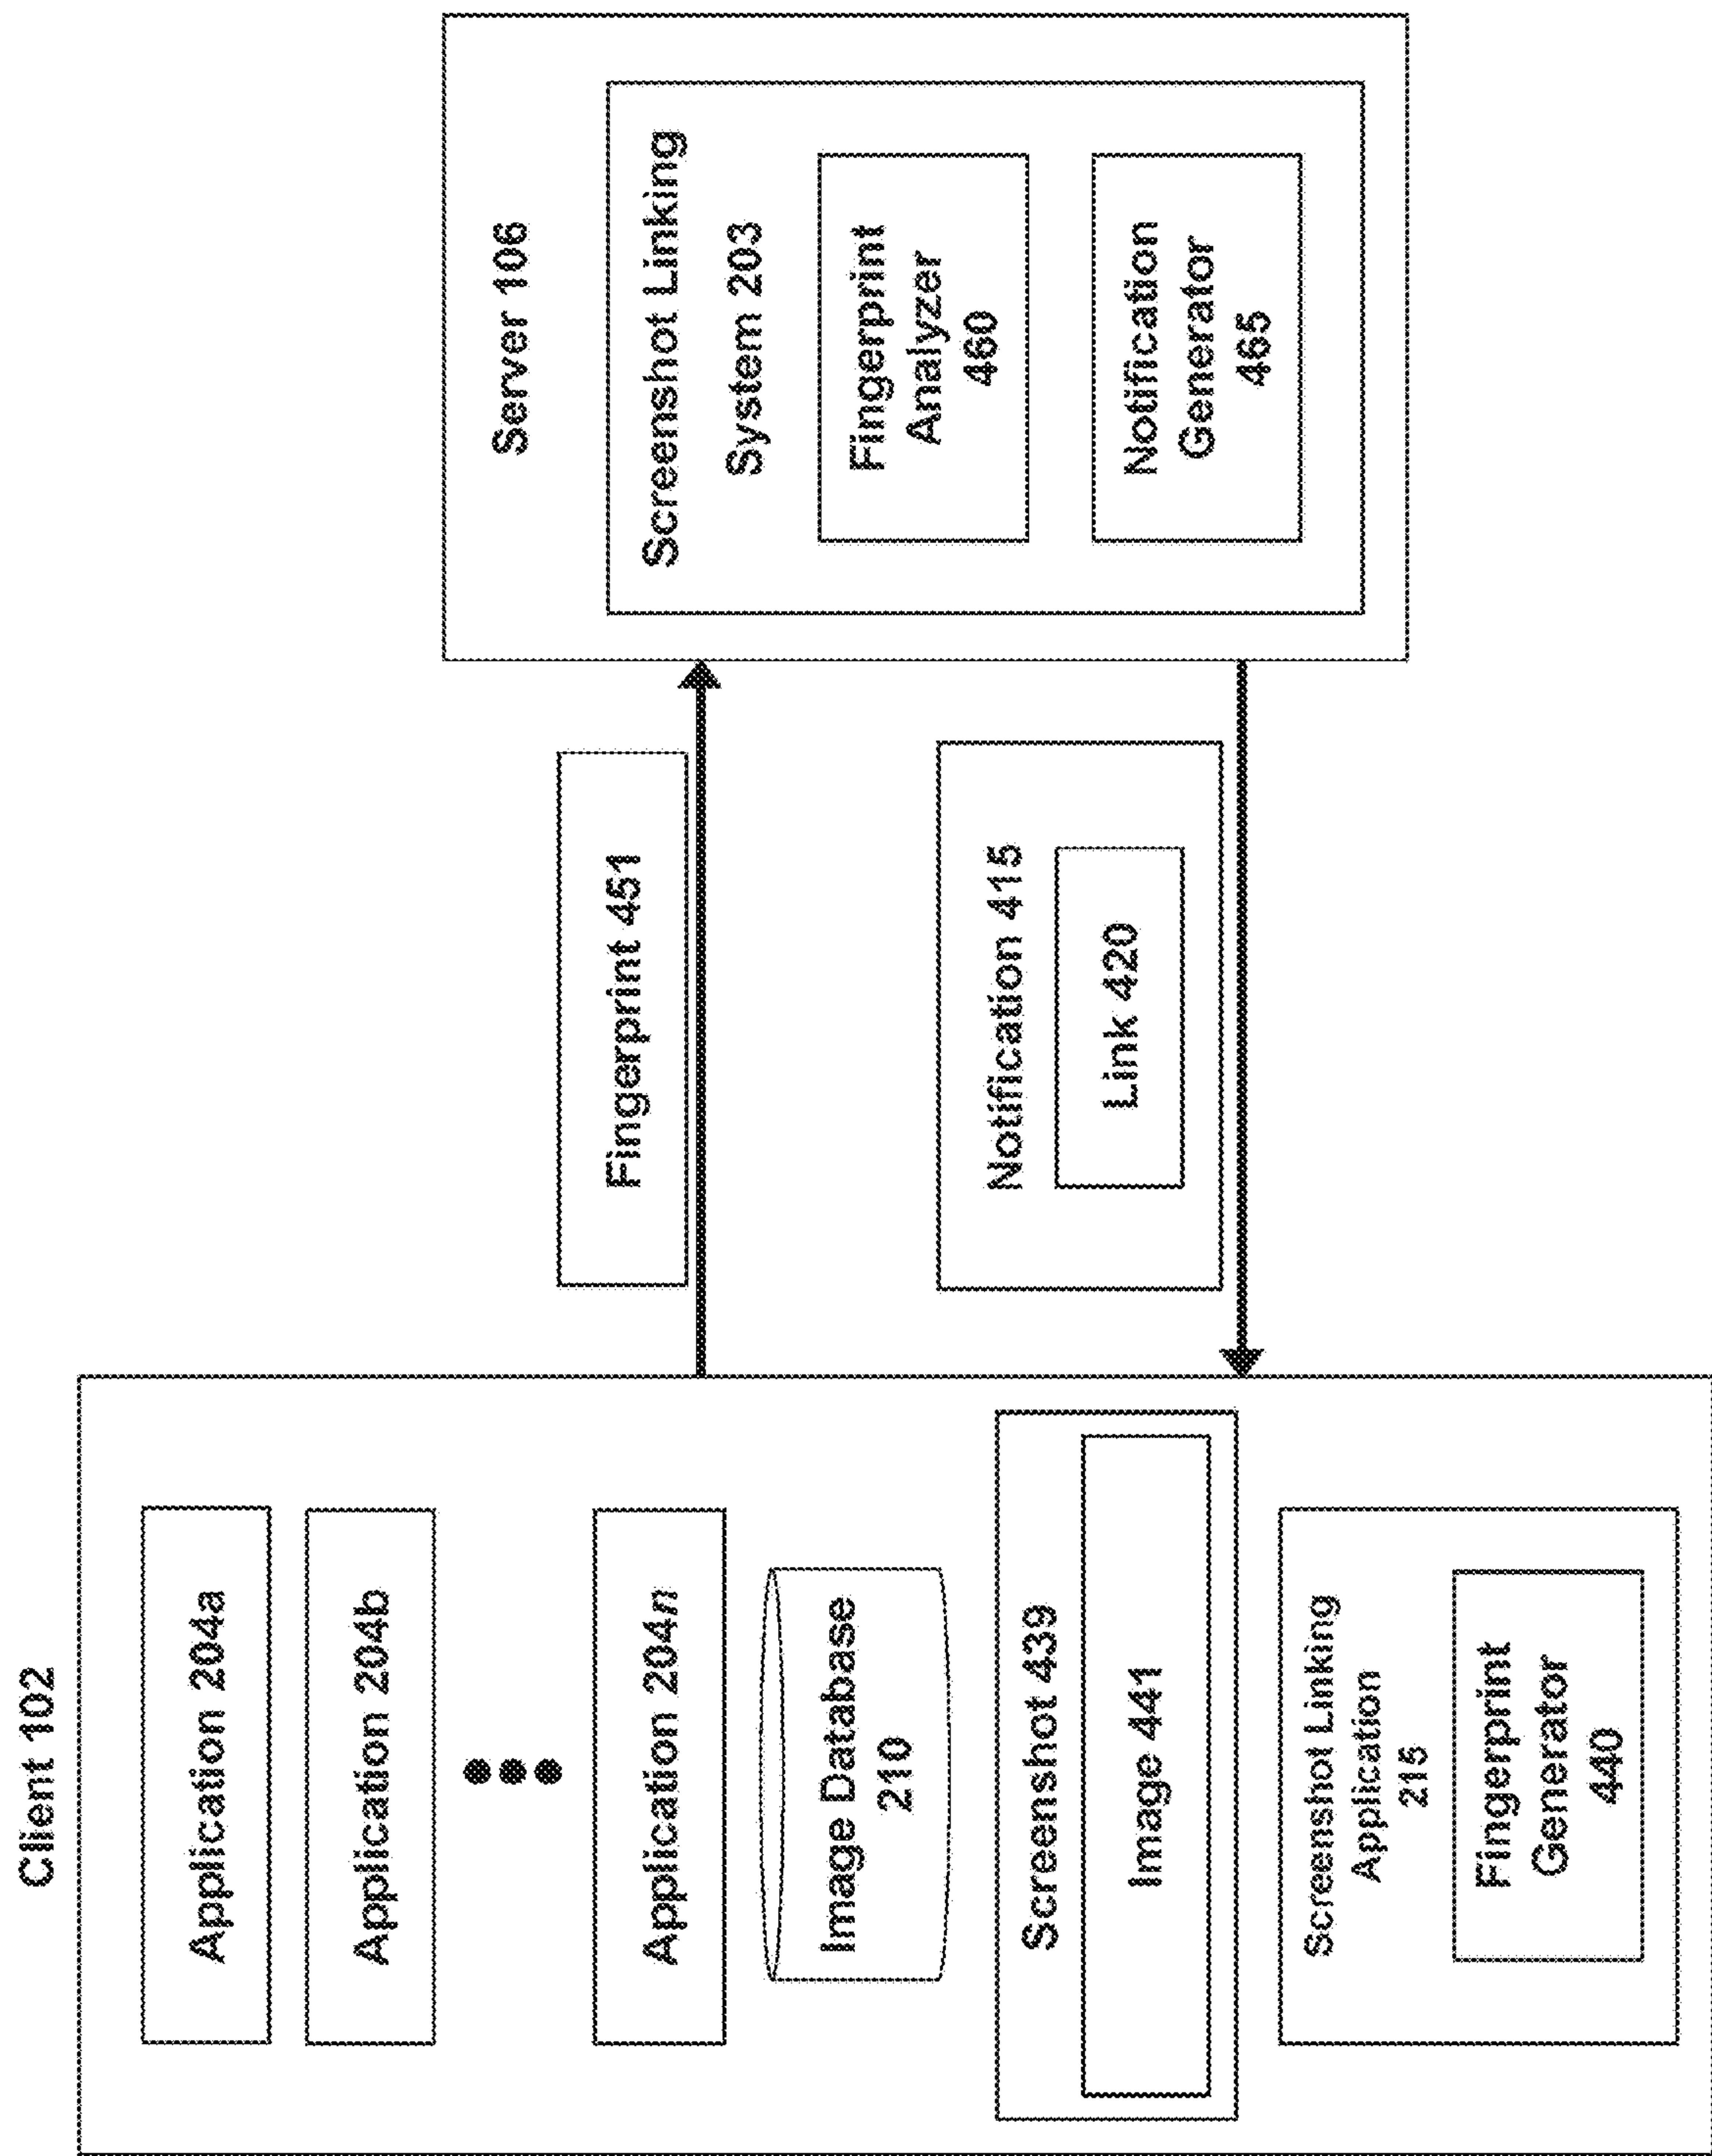 Client 102
Application 204a
Application 204b
Application 204n
Image Database
210
Screenshot 439
Image 441
Screenshot Linking
Application
215
Fingerprint
Generator
440
Fingerprint 451
Notification 415
Link 420
Server 106
Screenshot Linking
System 203
Fingerprint
Analyzer
460
Notification
Generator
465